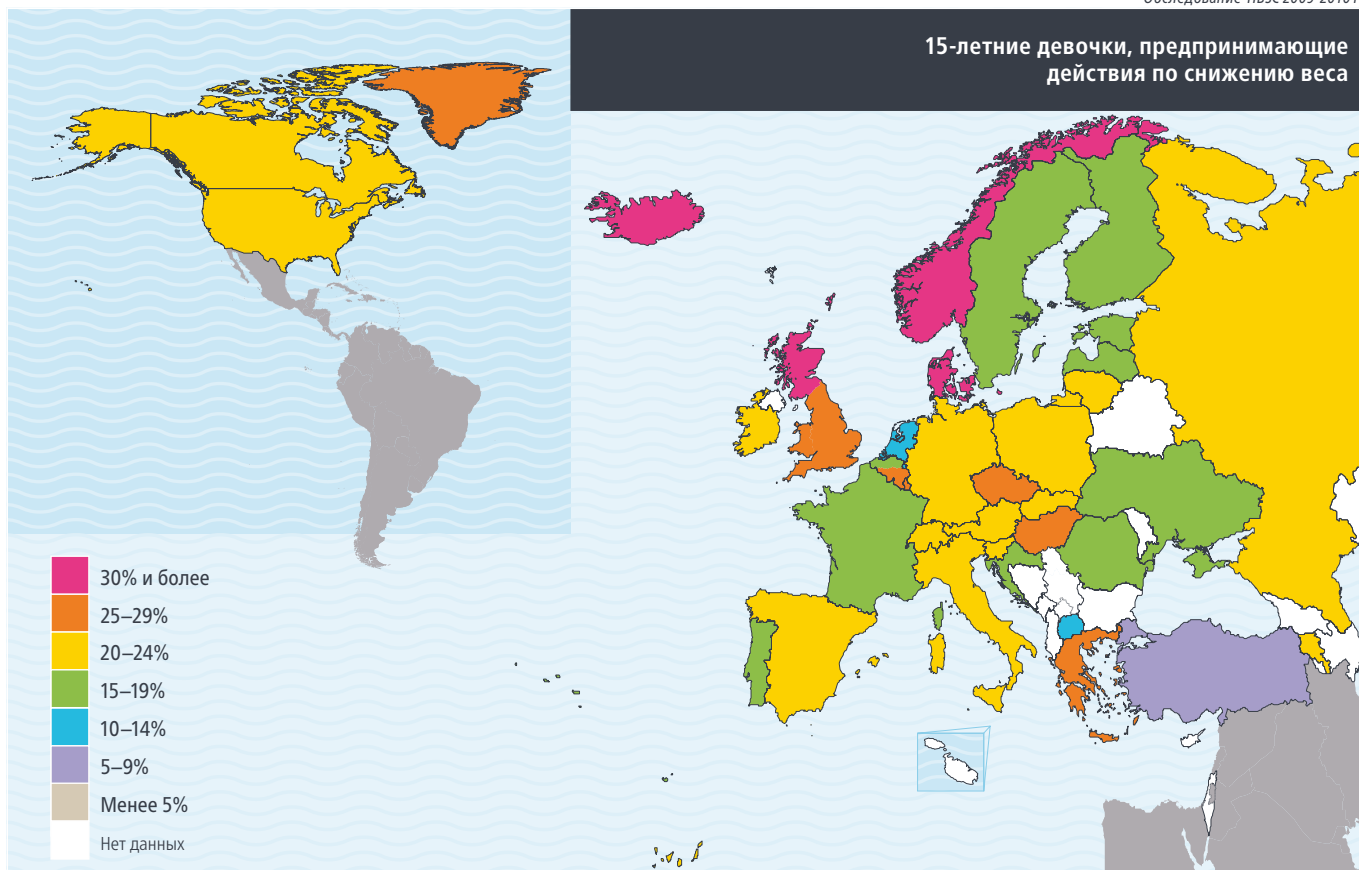 15-летние девочки, предпринимающие
действия по снижению веса
30% и более
25–29%
20–24%
15–19%
10–14%
5–9%
Менее 5%
Нет данных